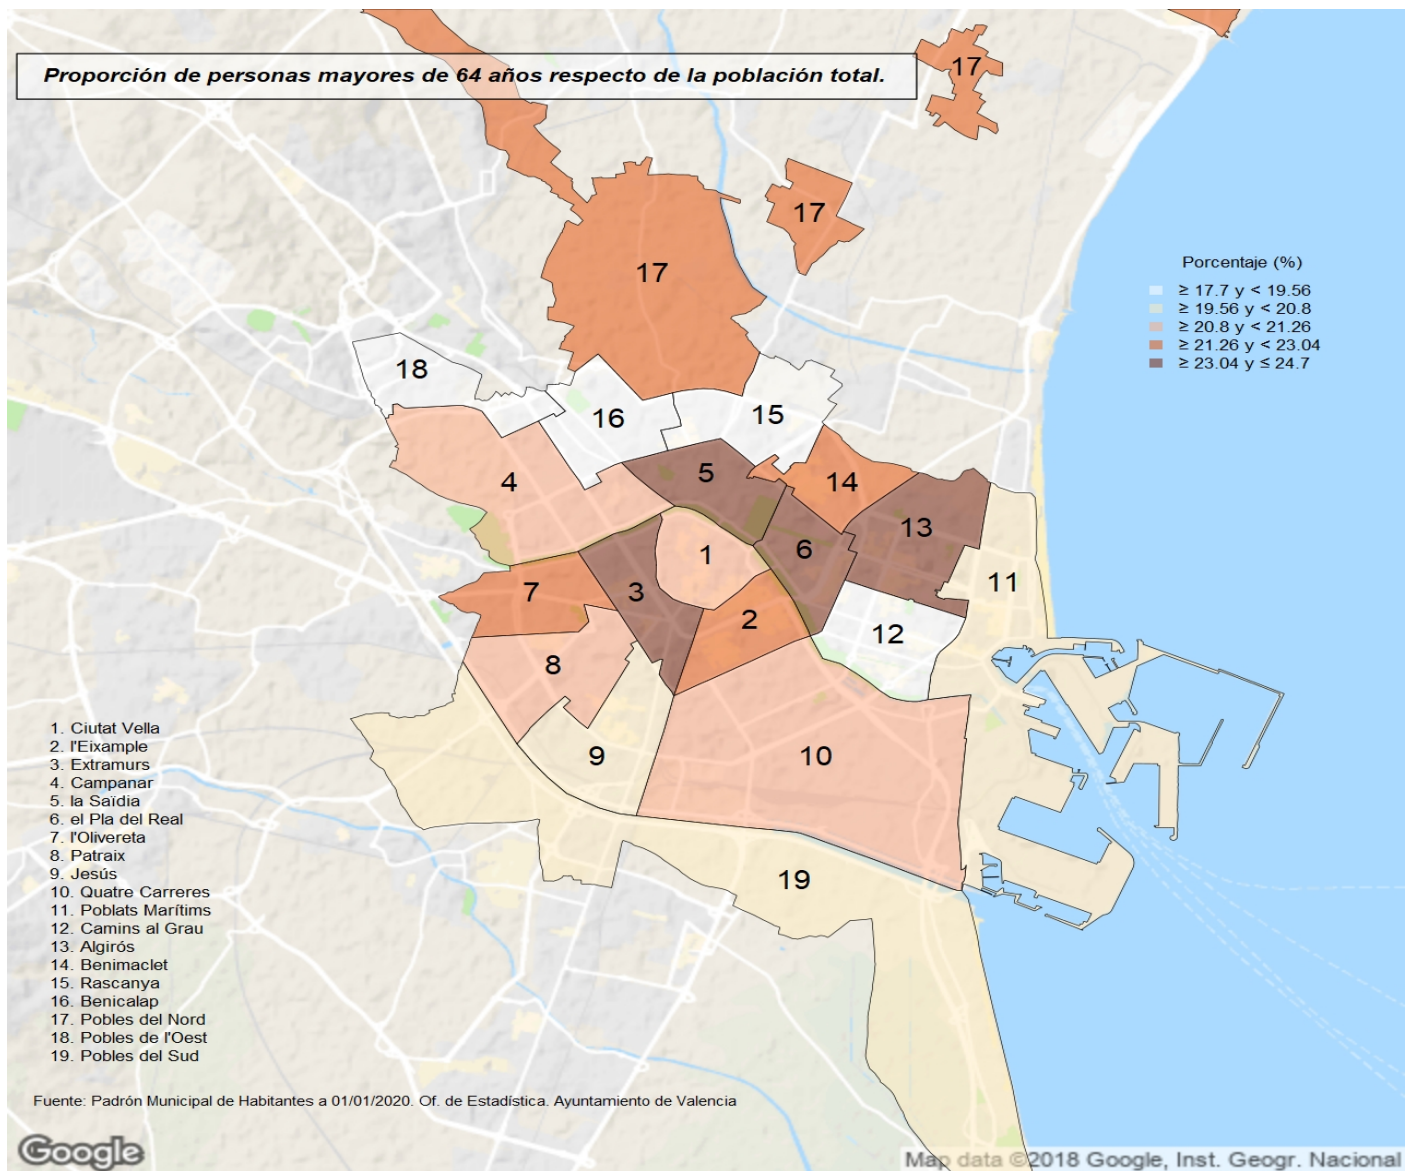 Proporción de personas mayores de 64 años respecto de la población total.
17
17
17
Porcentaje (%)
≥ 17.7 y < 19.56
≥ 19.56 y < 20.8
≥ 20.8 y < 21.26
≥ 21.26 y < 23.04
≥ 23.04 y ≤ 24.7
18
16
15
4
5
14
13
1
6
11
7
3
2
12
8
9
10
19
1. Ciutat Vella
2. l'Eixample
3. Extramurs
4. Campanar
5. la Saïdia
6. el Pla del Real
7. l'Olivereta
8. Patraix
9. Jesús
10. Quatre Carreres
11. Poblats Marítims
12. Camins al Grau
13. Algirós
14. Benimaclet
15. Rascanya
16. Benicalap
17. Pobles del Nord
18. Pobles de l'Oest
19. Pobles del Sud
Fuente: Padrón Municipal de Habitantes a 01/01/2020. Of. de Estadística. Ayuntamiento de Valencia
Google
Map data ©2018 Google, Inst. Geogr. Nacional